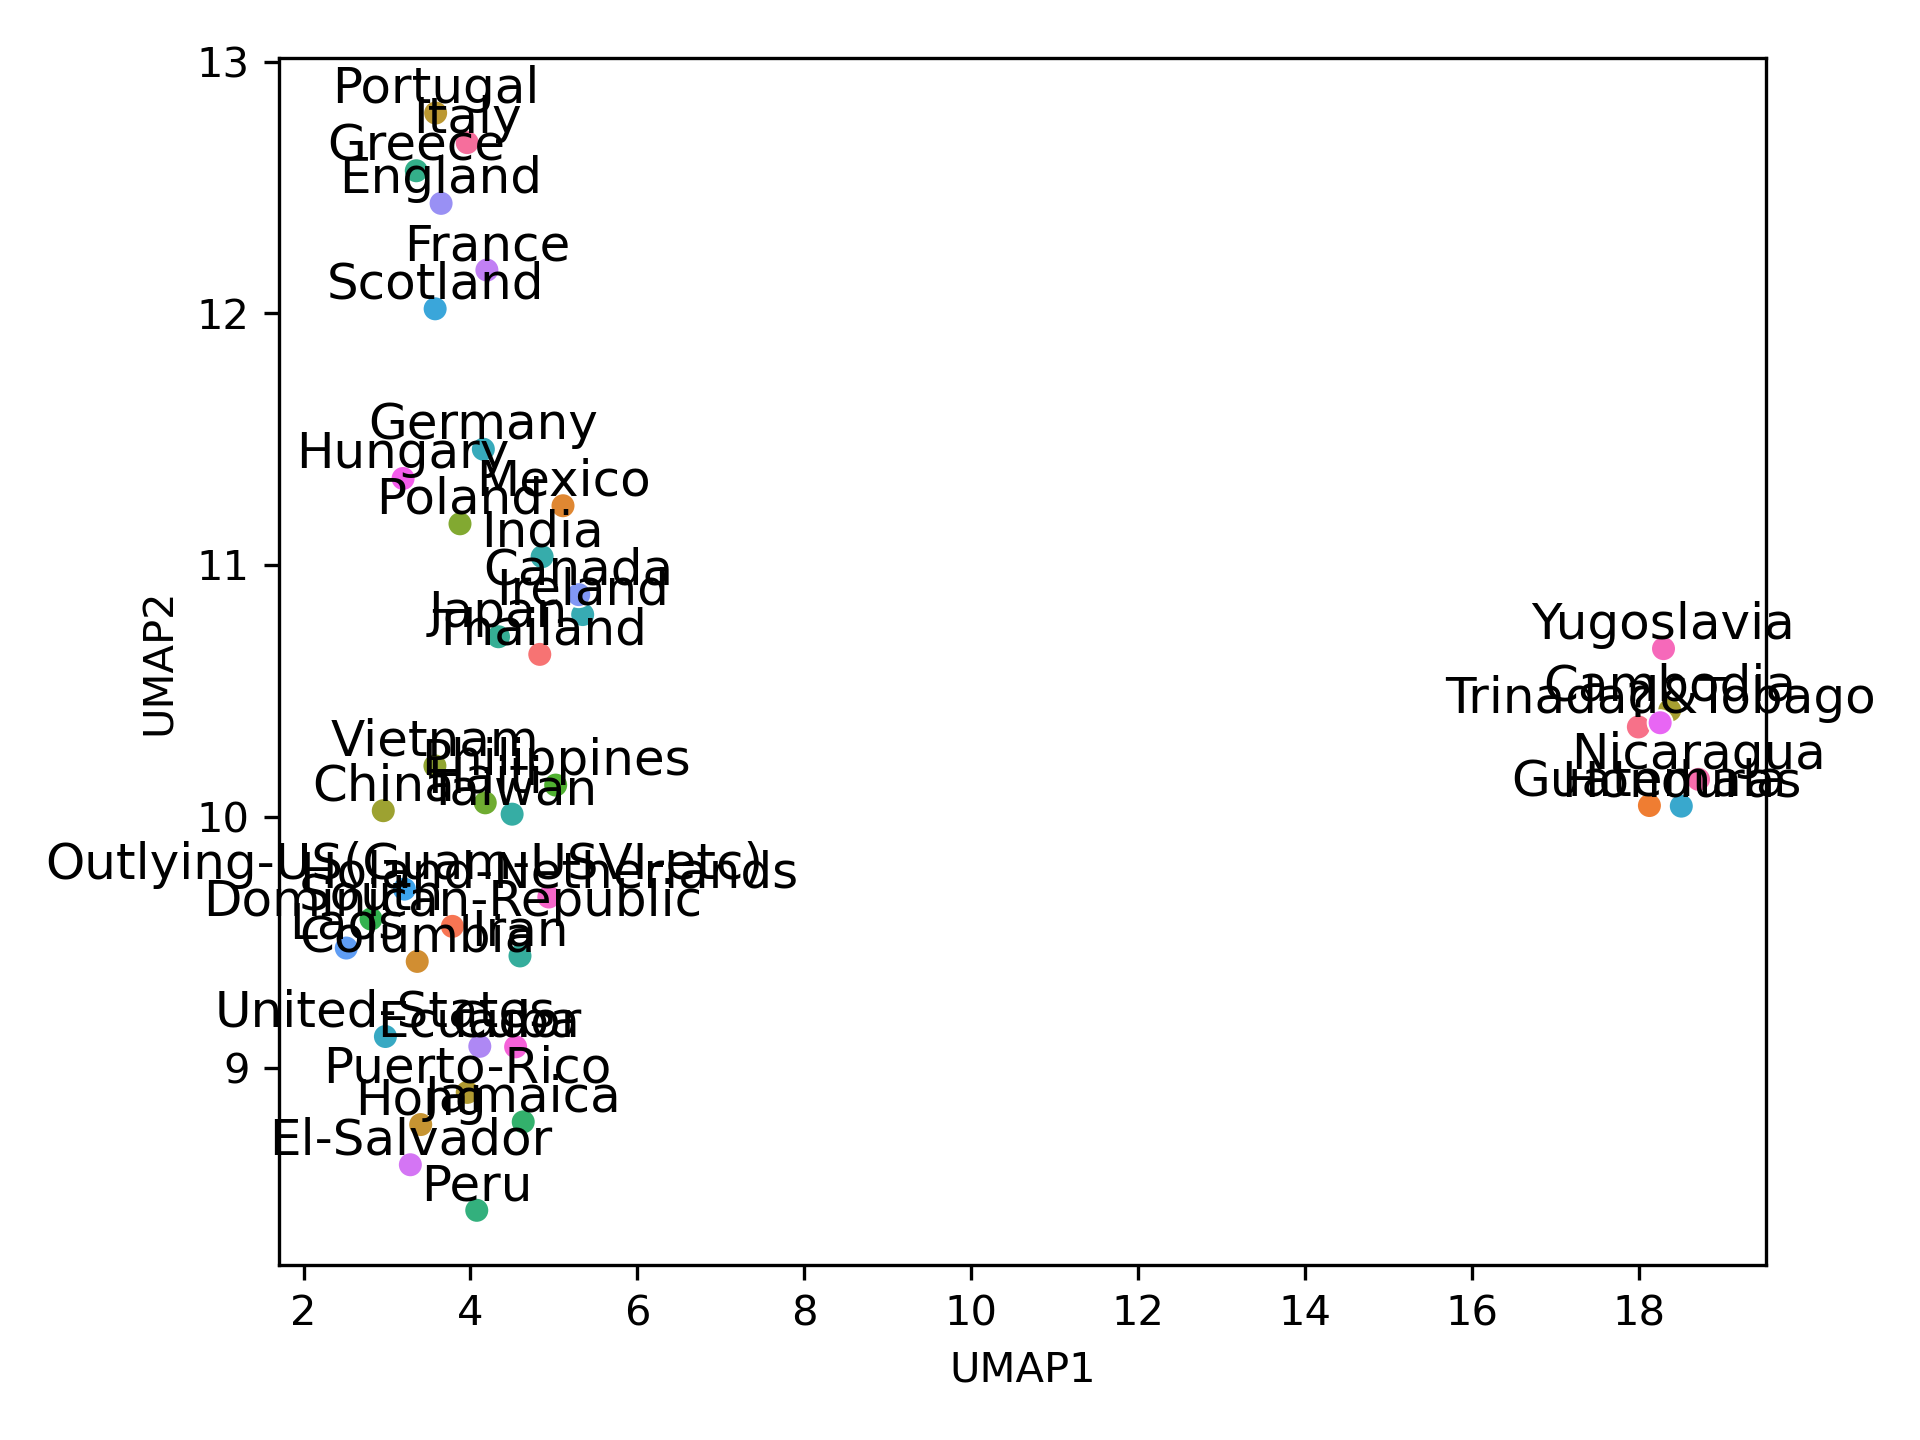 13
Portugal
Italy
Greece
England
France
Scotland
12
Germany
Hungary
Mexico
Poland
India
11
Canada
Ireland
Japan
Thailand
Yugoslavia
Cambodia
Trinadad&Tobago
Vietnam
Philippines
Nicaragua
China
Haiti
Guatemala
Honduras
Taiwan
10
Outlying-US(Guam-USVI-etc)
Holand-Netherlands
South
Dominican-Republic
Laos
Iran
Columbia
United-States
Ecuador
Cuba
9
Puerto-Rico
Hong
Jamaica
El-Salvador
Peru
UMAP2
2 4 6 8 10 12 14 16 18
UMAP1